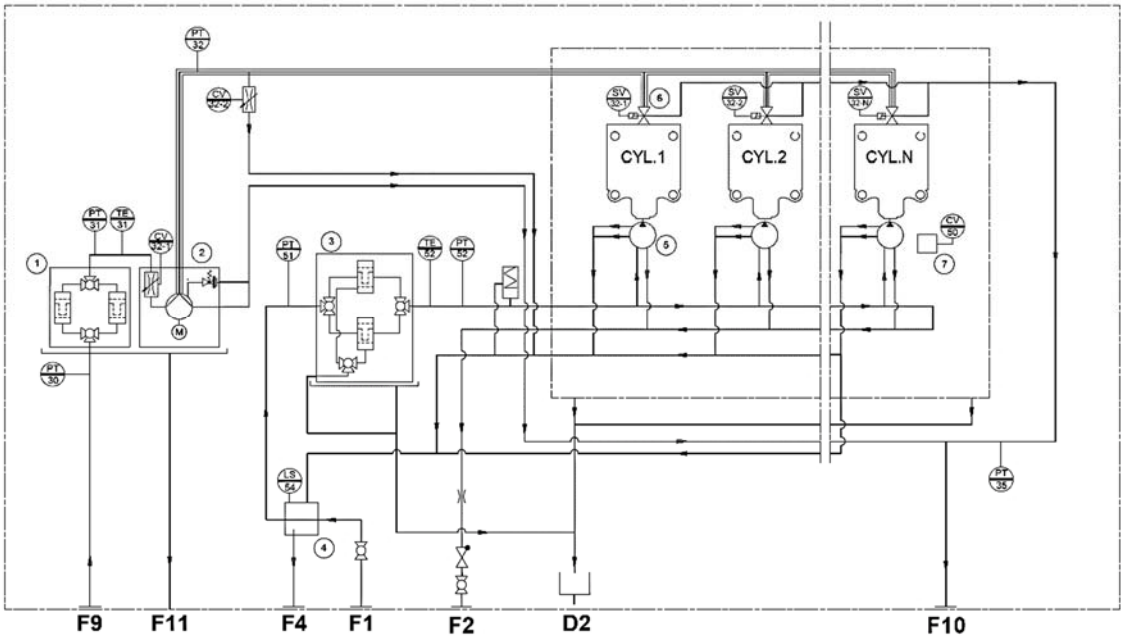 PT
32
CV
32-2
SV
32-1
6
SV
32-2
SV
32-N
CYL.1
CYL.2
CYL.N
PT
31
TE
31
CV
32-1
2
1
3
PT
51
TE
52
PT
52
5
CV
50
7
M
PT
30
LS
54
4
PT
35
F9
F11
F4
F1
F2
D2
F10